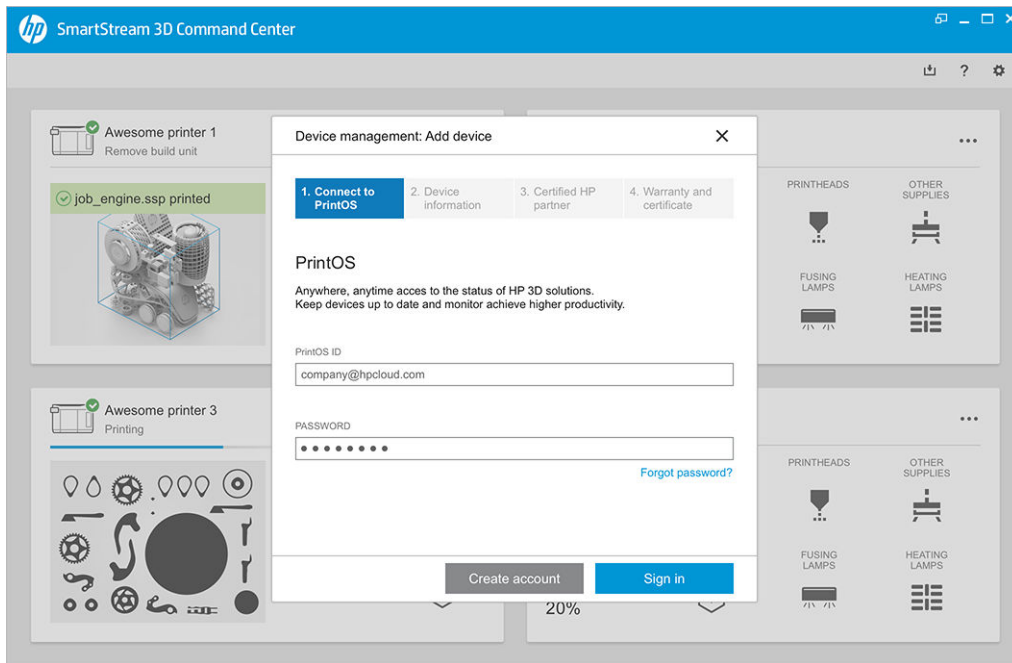 hp SmartStream 3D Command Center
?
Awesome printer 1
Remove build unit
job_engine.ssp printed
Device management: Add device
1. Connect to
PrintOS
2. Device
information
3. Certified HP
partner
4. Warranty and
certificate
PrintOS
Anywhere, anytime acces to the status of HP 3D solutions.
Keep devices up to date and monitor achieve higher productivity.
PrintOS ID
company@hpcloud.com
PASSWORD
Forgot password?
Create account
Sign in
PRINTHEADS
OTHER
SUPPLIES
FUSING
LAMPS
HEATING
LAMPS
Awesome printer 3
Printing
20%
PRINTHEADS
OTHER
SUPPLIES
FUSING
LAMPS
HEATING
LAMPS